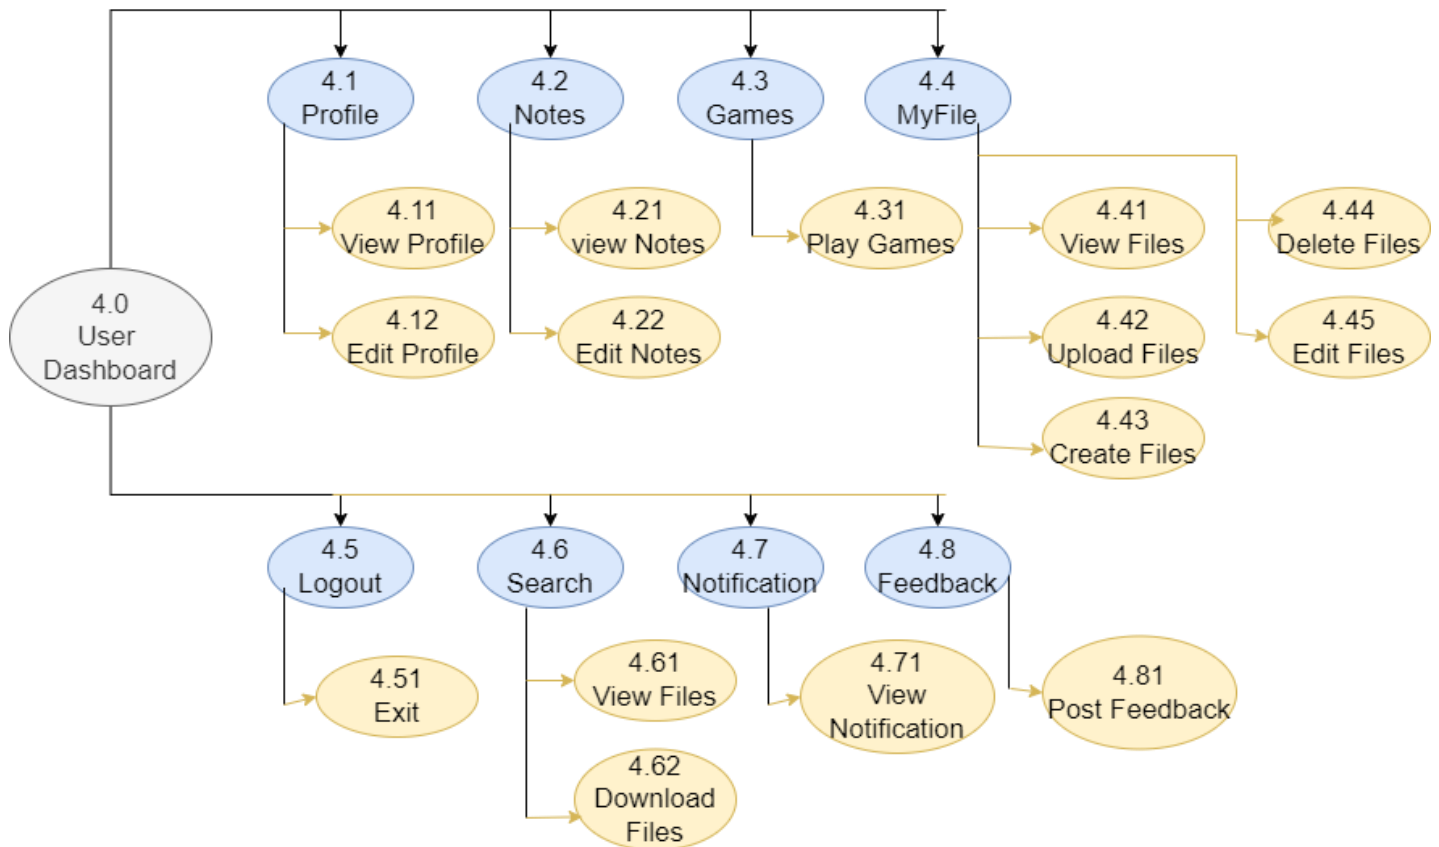 4.1
Profile
4.2
Notes
4.3
Games
4.4
MyFile
4.11
View Profile
4.21
view Notes
4.31
Play Games
4.41
View Files
4.44
Delete Files
4.0
User
Dashboard
4.12
Edit Profile
4.22
Edit Notes
4.42
Upload Files
4.45
Edit Files
4.43
Create Files
4.5
Logout
4.6
Search
4.7
Notification
4.8
Feedback
4.51
Exit
4.61
View Files
4.71
View
Notification
4.81
Post Feedback
4.62
Download
Files